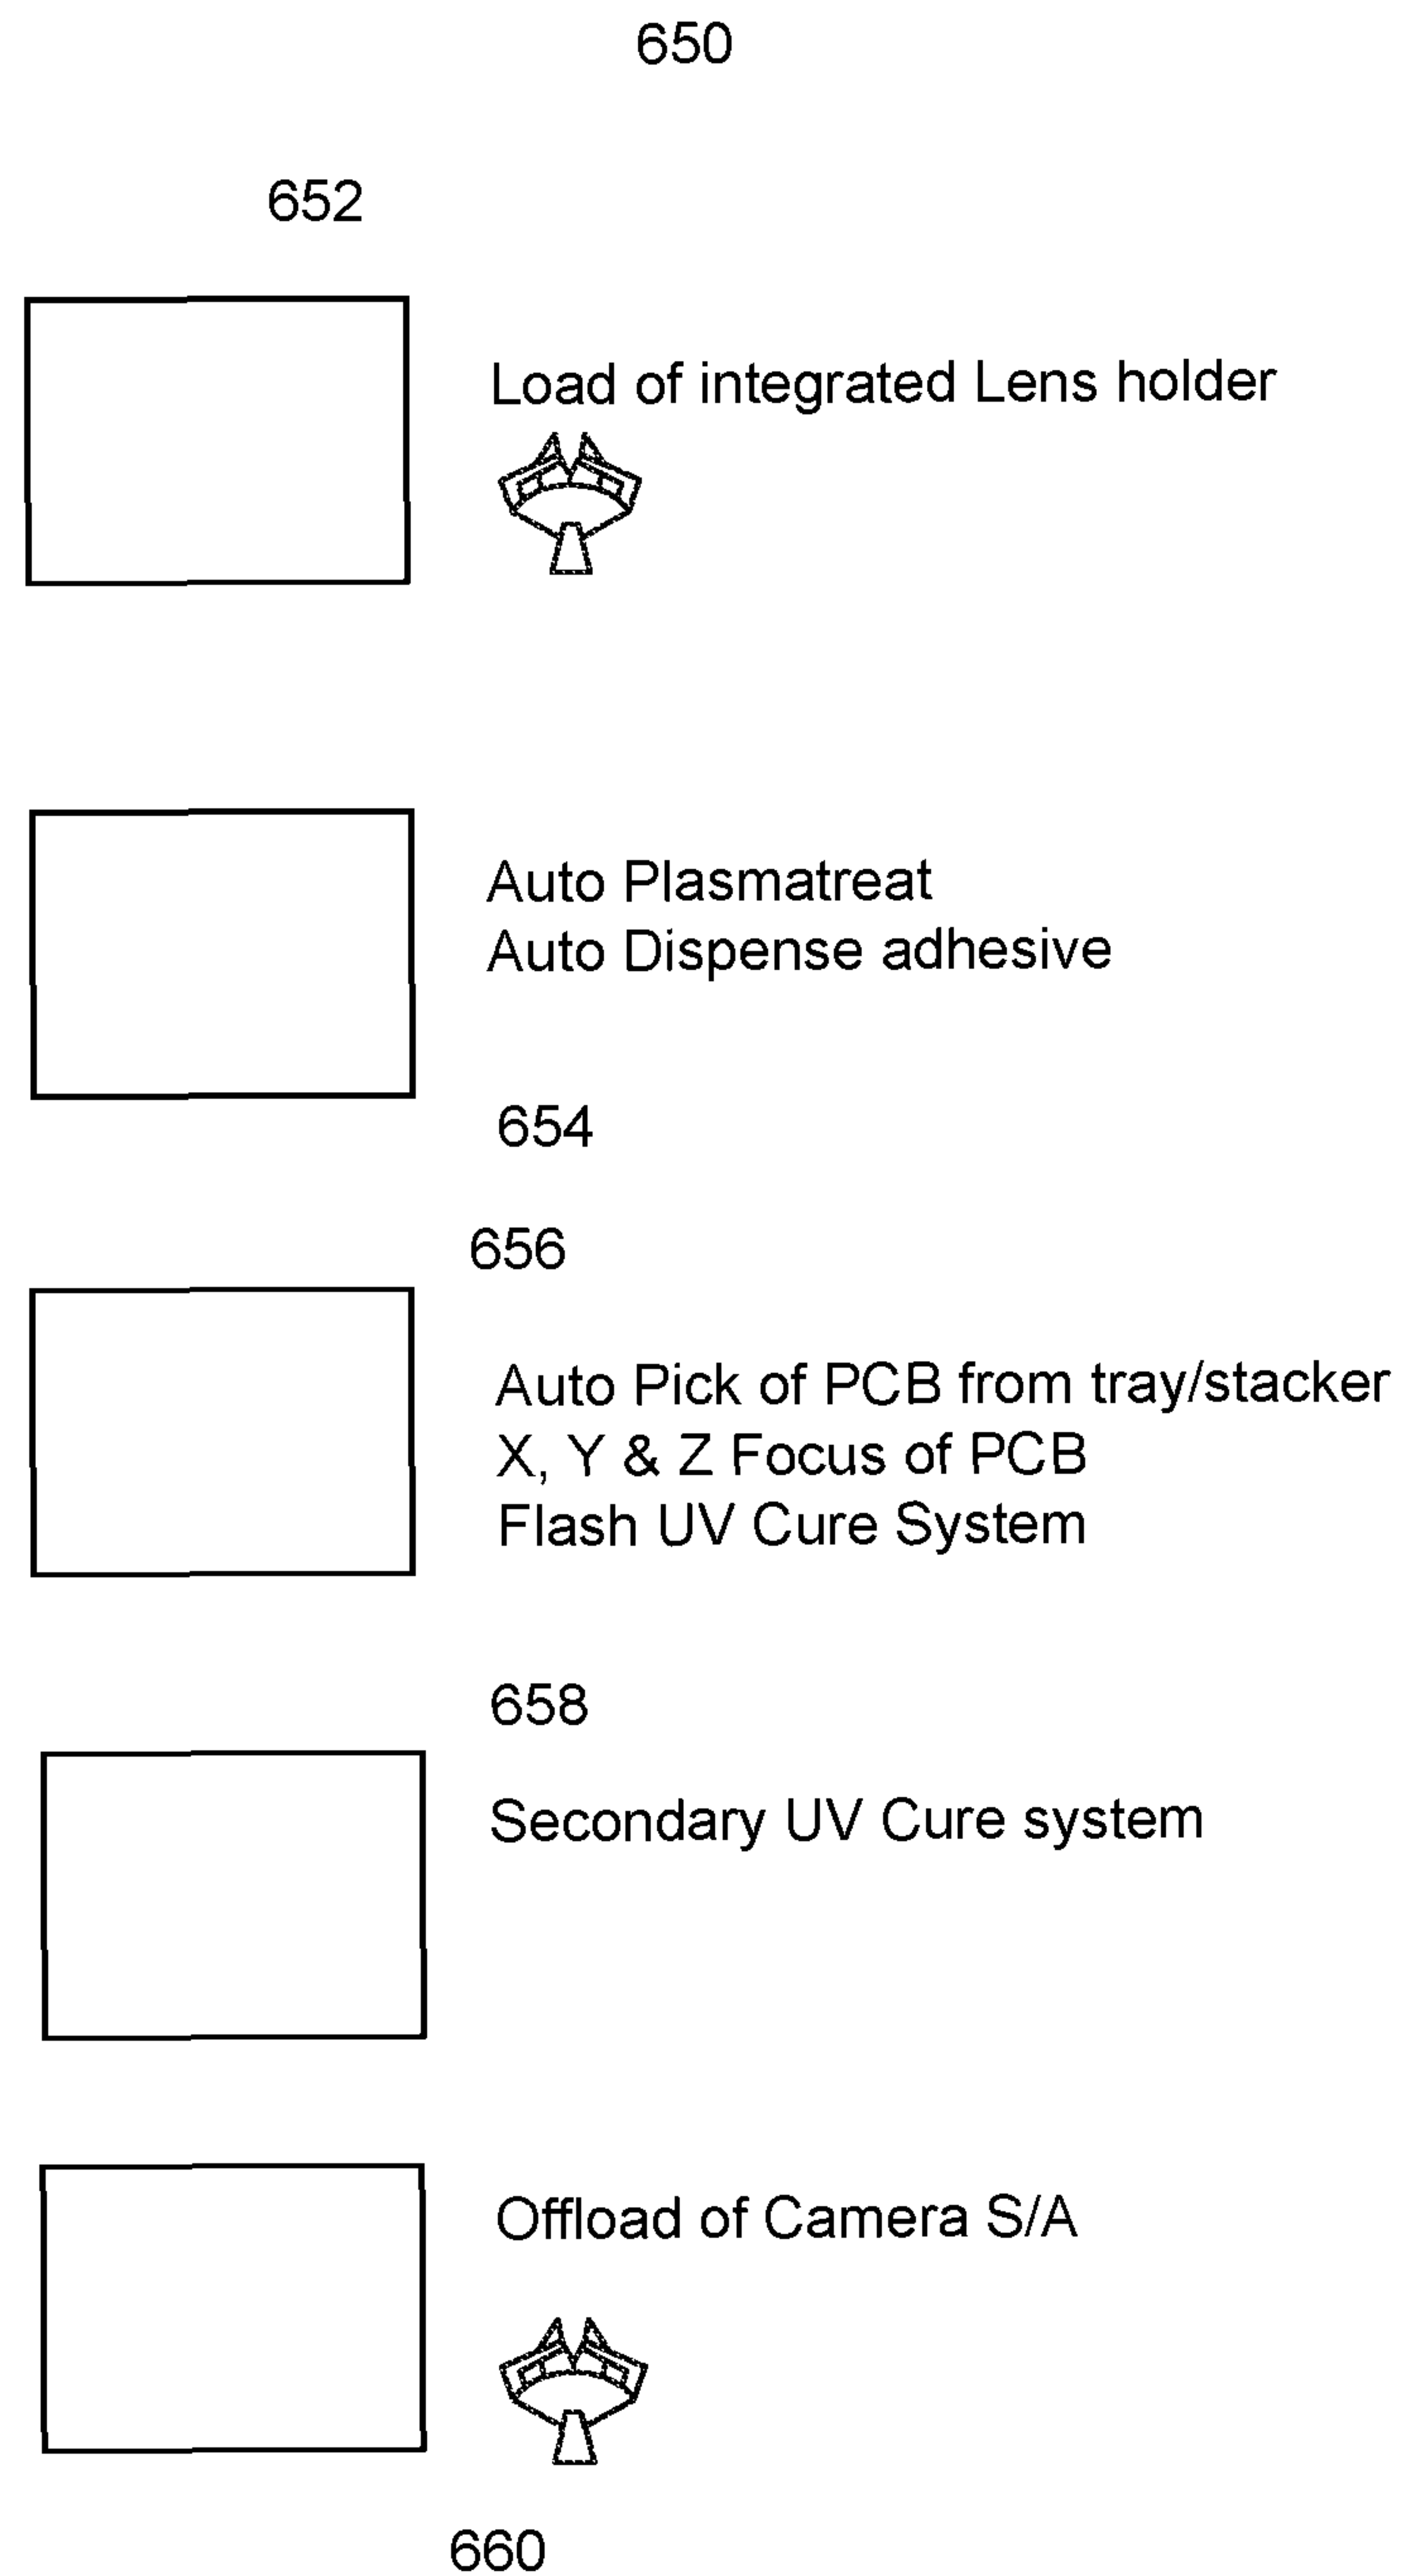 650
652
Load of integrated Lens holder
Auto Plasmatreat
Auto Dispense adhesive
654
656
Auto Pick of PCB from tray/stacker
X, Y & Z Focus of PCB
Flash UV Cure System
658
Secondary UV Cure system
Offload of Camera S/A
660